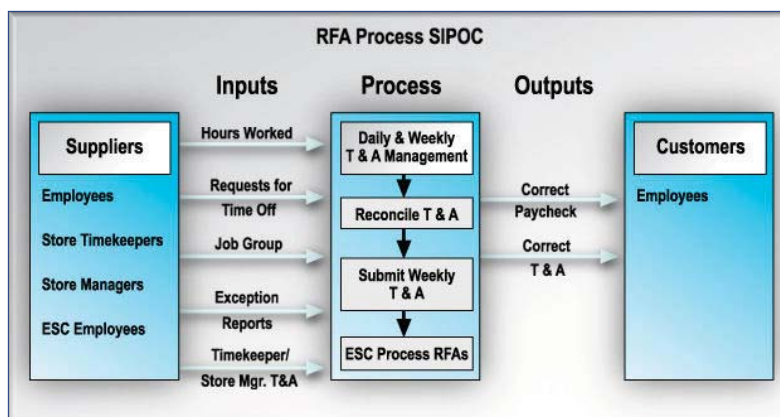 RFA Process SIPOC
Inputs
Process
Outputs
Suppliers
Employees
Store Timekeepers
Store Managers
ESC Employees
Hours Worked
Requests for
Time Off
Job Group
Exception
Reports
Timekeeper/
Store Mgr. T&A
Daily & Weekly
T & A Management
Reconcile T & A
Submit Weekly
T & A
ESC Process RFAs
Correct
Paycheck
Correct
T & A
Customers
Employees